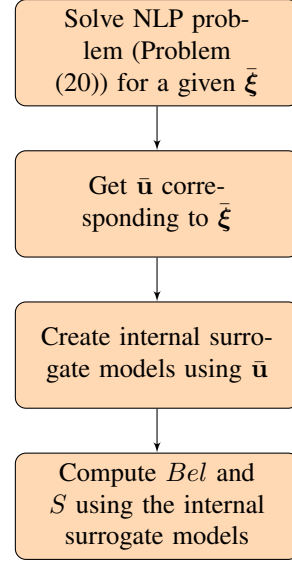 Solve NLP prob-
lem (Problem
(20)) for a given ξ̄
Get ū corre-
sponding to ξ̄
Create internal surro-
gate models using ū
Compute Bel and
S using the internal
surrogate models